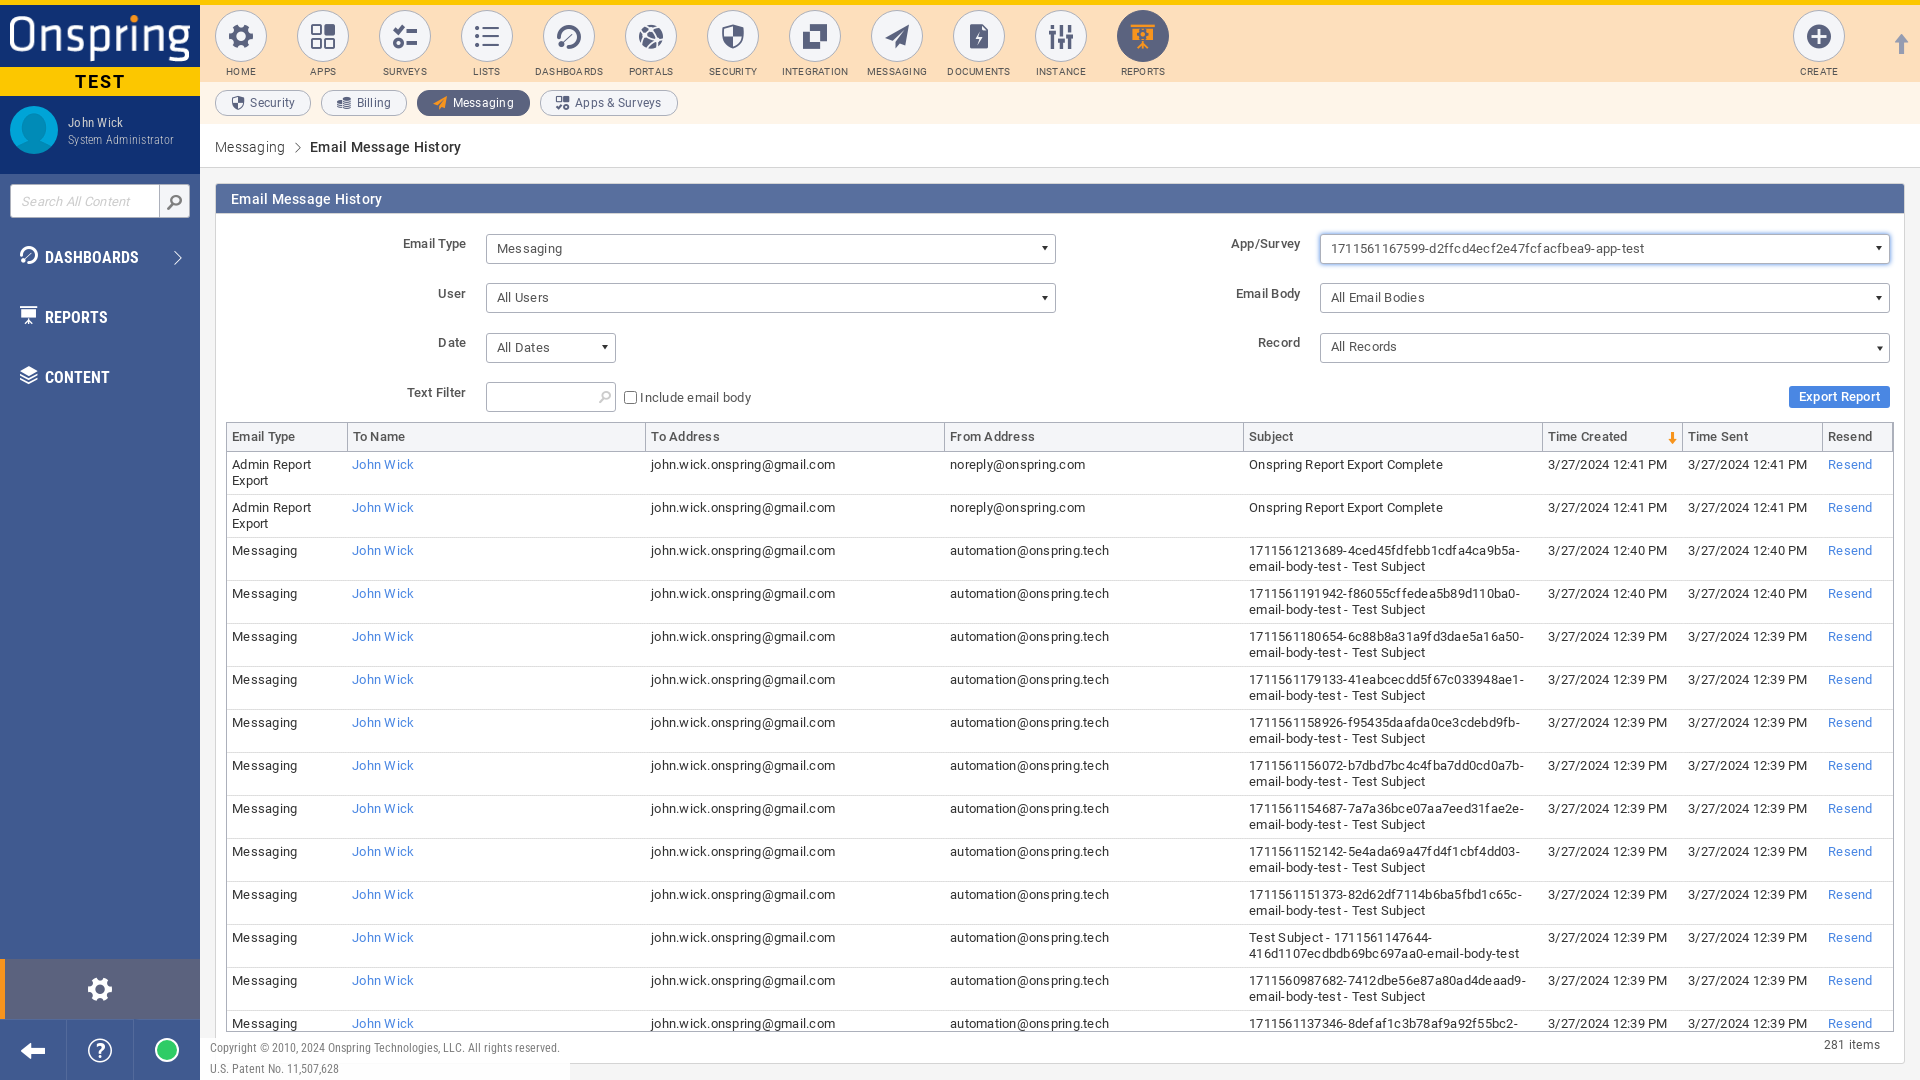 Onspring
TEST
John Wick
System Administrator
Search All Content
DASHBOARDS
REPORTS
CONTENT
HOME
APPS
SURVEYS
LISTS
DASHBOARDS
PORTALS
SECURITY
INTEGRATION
MESSAGING
DOCUMENTS
INSTANCE
REPORTS
CREATE
Security
Billing
Messaging
Apps & Surveys
Messaging > Email Message History
Email Message History
Email Type Messaging
App/Survey 1711561167599-d2ffcd4ecf2e47fcfacfbea9-app-test
User All Users
Email Body All Email Bodies
Date All Dates
Record All Records
Text Filter Include email body
Export Report
Email Type To Name To Address From Address Subject Time Created Time Sent Resend
Admin Report John Wick john.wick.onspring@gmail.com noreply@onspring.com Onspring Report Export Complete 3/27/2024 12:41 PM 3/27/2024 12:41 PM Resend
Export
Admin Report John Wick john.wick.onspring@gmail.com noreply@onspring.com Onspring Report Export Complete 3/27/2024 12:41 PM 3/27/2024 12:41 PM Resend
Export
Messaging John Wick john.wick.onspring@gmail.com automation@onspring.tech 1711561213689-4ced45fdfebb1cdfa4ca9b5a- 3/27/2024 12:40 PM 3/27/2024 12:40 PM Resend
email-body-test - Test Subject
Messaging John Wick john.wick.onspring@gmail.com automation@onspring.tech 1711561191942-f86055cffedea5b89d110ba0- 3/27/2024 12:40 PM 3/27/2024 12:40 PM Resend
email-body-test - Test Subject
Messaging John Wick john.wick.onspring@gmail.com automation@onspring.tech 1711561180654-6c88b8a31a9fd3dae5a16a50- 3/27/2024 12:39 PM 3/27/2024 12:39 PM Resend
email-body-test - Test Subject
Messaging John Wick john.wick.onspring@gmail.com automation@onspring.tech 1711561179133-41eabcecdd5f67c033948ae1- 3/27/2024 12:39 PM 3/27/2024 12:39 PM Resend
email-body-test - Test Subject
Messaging John Wick john.wick.onspring@gmail.com automation@onspring.tech 1711561158926-f95435daafda0ce3cdebd9fb- 3/27/2024 12:39 PM 3/27/2024 12:39 PM Resend
email-body-test - Test Subject
Messaging John Wick john.wick.onspring@gmail.com automation@onspring.tech 1711561156072-b7dbd7bc4c4fba7dd0cd0a7b- 3/27/2024 12:39 PM 3/27/2024 12:39 PM Resend
email-body-test - Test Subject
Messaging John Wick john.wick.onspring@gmail.com automation@onspring.tech 1711561154687-7a7a36bce07aa7eed31fae2e- 3/27/2024 12:39 PM 3/27/2024 12:39 PM Resend
email-body-test - Test Subject
Messaging John Wick john.wick.onspring@gmail.com automation@onspring.tech 1711561152142-5e4ada69a47fd4f1cbf4dd03- 3/27/2024 12:39 PM 3/27/2024 12:39 PM Resend
email-body-test - Test Subject
Messaging John Wick john.wick.onspring@gmail.com automation@onspring.tech 1711561151373-82d62df7114b6ba5fbd1c65c- 3/27/2024 12:39 PM 3/27/2024 12:39 PM Resend
email-body-test - Test Subject
Messaging John Wick john.wick.onspring@gmail.com automation@onspring.tech Test Subject - 1711561147644- 3/27/2024 12:39 PM 3/27/2024 12:39 PM Resend
416d1107ecdbdb69bc697aa0-email-body-test
Messaging John Wick john.wick.onspring@gmail.com automation@onspring.tech 1711560987682-7412dbe56e87a80ad4deaad9- 3/27/2024 12:39 PM 3/27/2024 12:39 PM Resend
email-body-test - Test Subject
Messaging John Wick john.wick.onspring@gmail.com automation@onspring.tech 1711561137346-8defaf1c3b78af9a92f55bc2- 3/27/2024 12:39 PM 3/27/2024 12:39 PM Resend
281 items
Copyright © 2010, 2024 Onspring Technologies, LLC. All rights reserved.
U.S. Patent No. 11,507,628